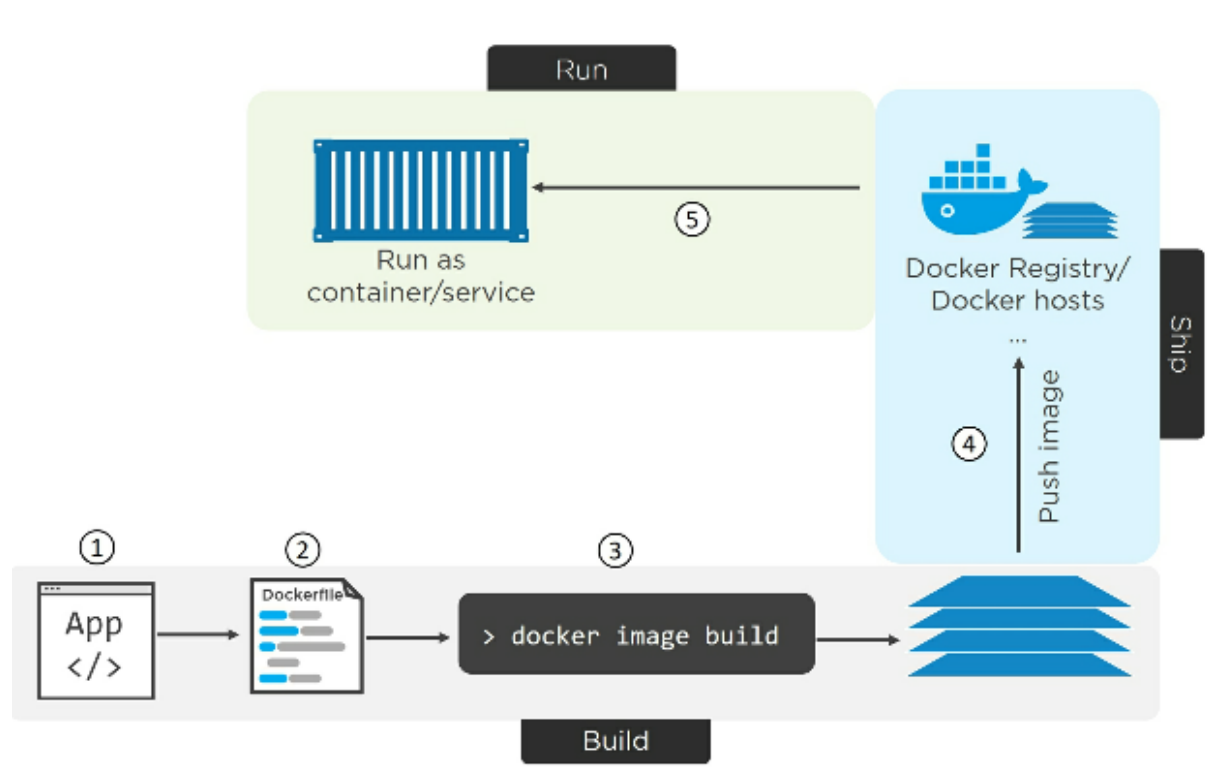 Run
⑤
Run as
container/service
Docker Registry/
Docker hosts
...
Ship
④
Push image
①
②
③
App
</>
Dockerfile
> docker image build
Build